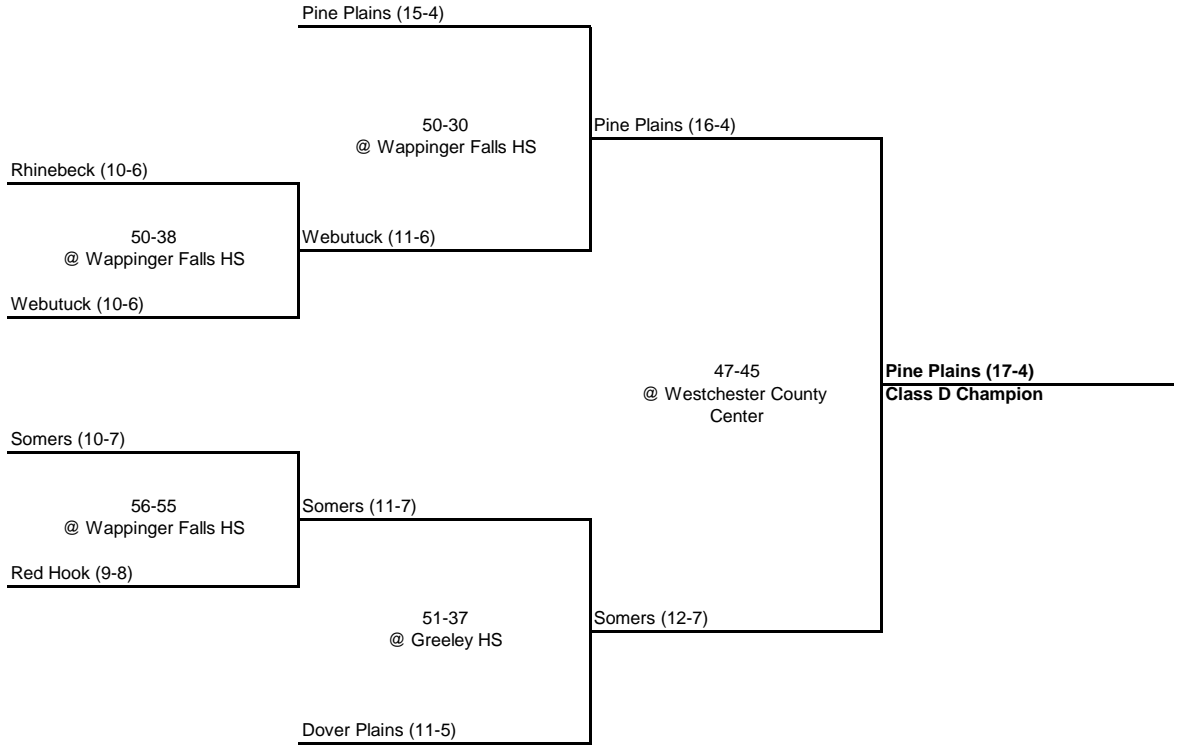 Pine Plains (15-4)
50-30
@ Wappinger Falls HS
Pine Plains (16-4)
Rhinebeck (10-6)
50-38
@ Wappinger Falls HS
Webutuck (11-6)
Webutuck (10-6)
47-45
@ Westchester County
Center
Pine Plains (17-4)
Class D Champion
Somers (10-7)
56-55
@ Wappinger Falls HS
Somers (11-7)
Red Hook (9-8)
51-37
@ Greeley HS
Somers (12-7)
Dover Plains (11-5)